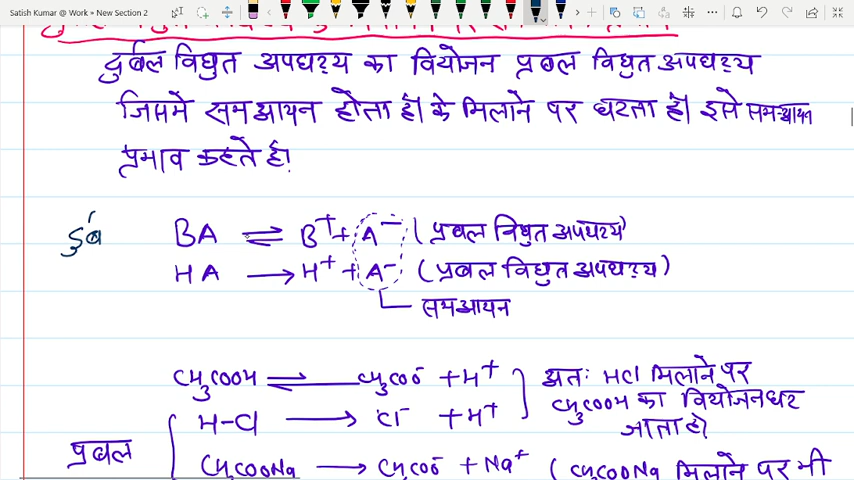 Satish Kumar @ Work » New Section 2
दुर्बल विधुत अपघट्य का वियोजन प्रबल विधुत अपघट्य
जिसमे समआयन होता है। के मिलाने पर घटता है। इसे समआयन
प्रभाव कहते है।
BA ⇌ B⁺ + A⁻ (प्रबल विधुत अपघट्य)
HA ⟶ H⁺ + A⁻ (प्रबल विधुत अपघट्य)
समआयन
CH₃COOH ⇌ CH₃COO⁻ + H⁺ अतः HCl मिलाने पर
H-Cl ⟶ Cl⁻ + H⁺ CH₃COOH का वियोजन घट
जाता है।
प्रबल
CH₃COONa ⟶ CH₃COO⁻ + Na⁺ ( CH₃COONa मिलाने पर भी